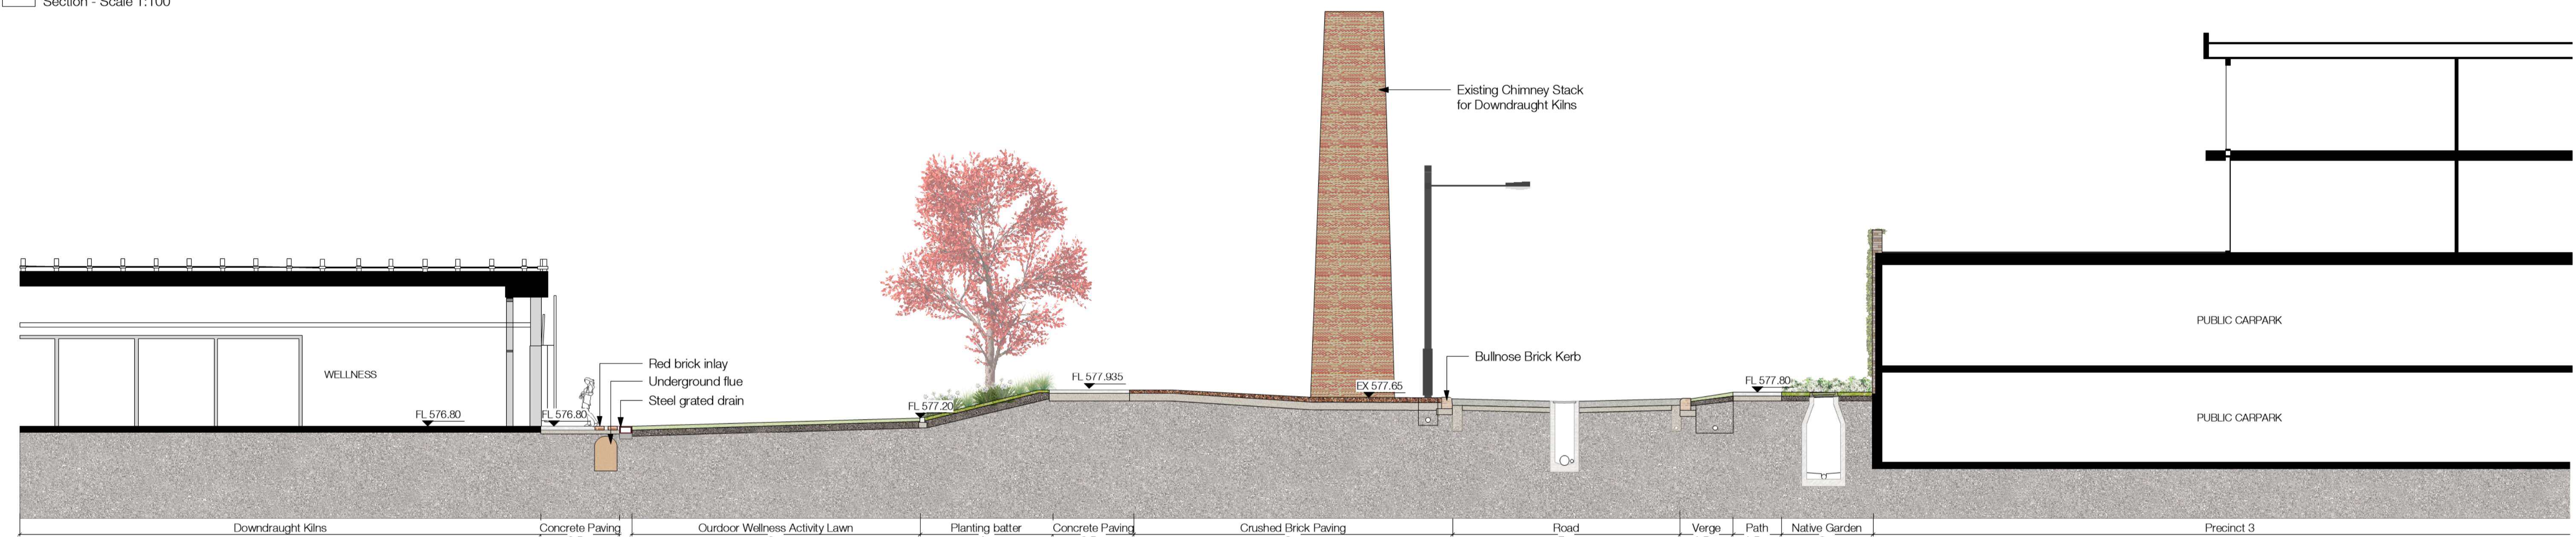 Section - Scale 1:100
Existing Chimney Stack
for Downdraught Kilns
PUBLIC CARPARK
Red brick inlay
Underground flue
Steel grated drain
Bullnose Brick Kerb
WELLNESS
FL 577.935
EX 577.65
FL 577.80
FL 577.20
FL 576.80
FL 576.80
PUBLIC CARPARK
Downdraught Kilns
Concrete Paving
Ourdoor Wellness Activity Lawn
Planting batter
Concrete Paving
Crushed Brick Paving
Road
Verge
Path
Native Garden
Precinct 3